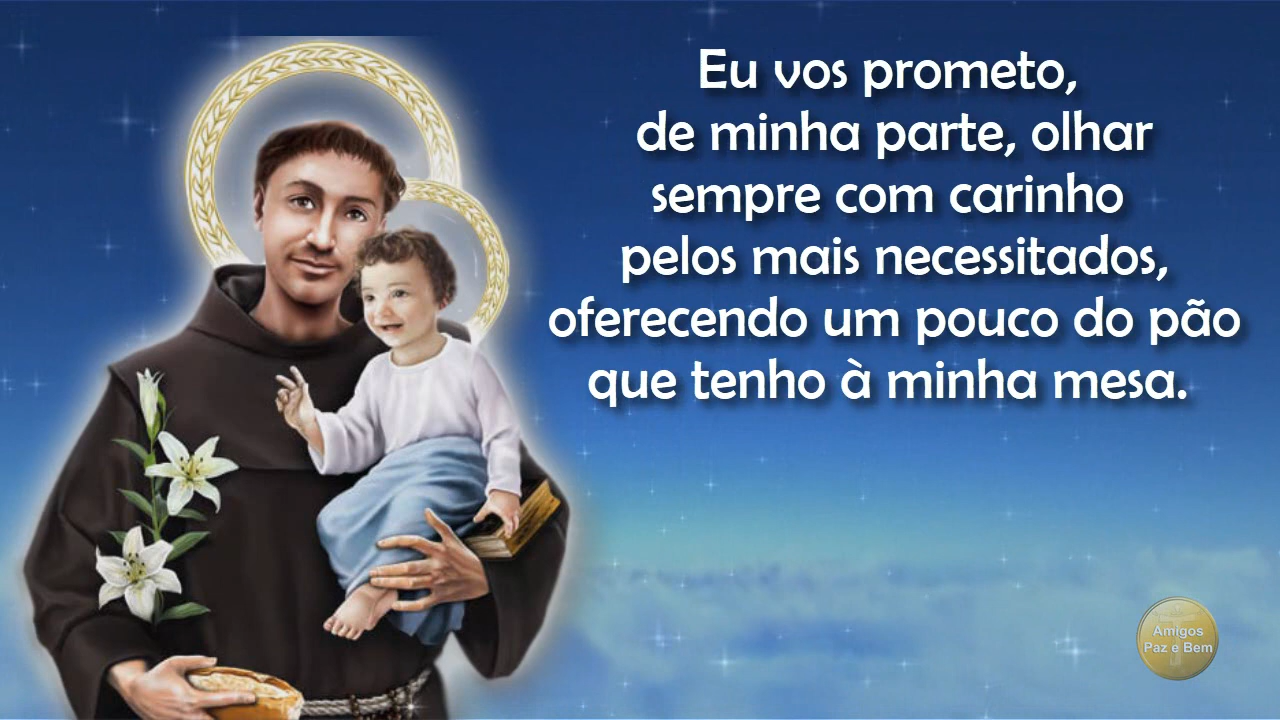 Eu vos prometo,
de minha parte, olhar
sempre com carinho
pelos mais necessitados,
oferecendo um pouco do pão
que tenho à minha mesa.
Amigos
Paz e Bem